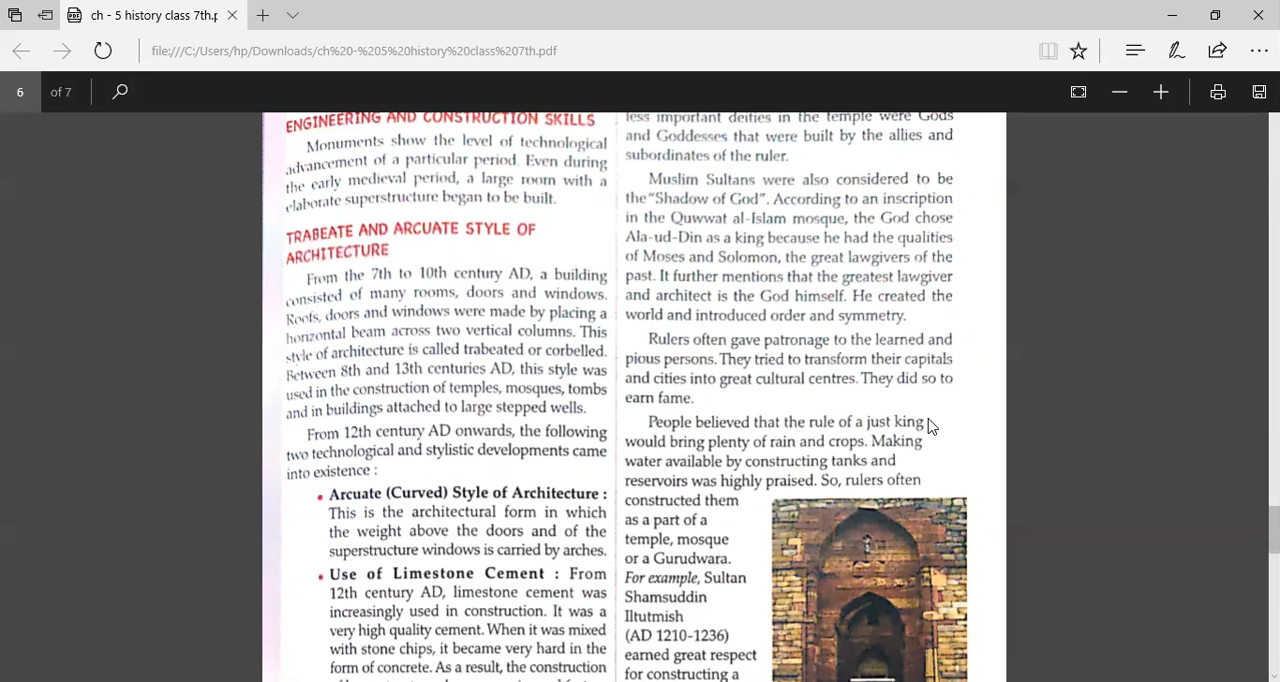 ch - 5 history class 7th.p
file:///C:/Users/hp/Downloads/ch%20-%205%20history%20class%207th.pdf
6 of 7
ENGINEERING AND CONSTRUCTION SKILLS
Monuments show the level of technological
advancement of a particular period. Even during
the early medieval period, a large room with a
elaborate superstructure began to be built.
TRABEATE AND ARCUATE STYLE OF
ARCHITECTURE
From the 7th to 10th century AD, a building
consisted of many rooms, doors and windows.
Roofs, doors and windows were made by placing a
horizontal beam across two vertical columns. This
style of architecture is called trabeated or corbelled.
Between 8th and 13th centuries AD, this style was
used in the construction of temples, mosques, tombs
and in buildings attached to large stepped wells.
From 12th century AD onwards, the following
two technological and stylistic developments came
into existence :
• Arcuate (Curved) Style of Architecture :
This is the architectural form in which
the weight above the doors and of the
superstructure windows is carried by arches.
• Use of Limestone Cement : From
12th century AD, limestone cement was
increasingly used in construction. It was a
very high quality cement. When it was mixed
with stone chips, it became very hard in the
form of concrete. As a result, the construction
less important deities in the temple were Gods
and Goddesses that were built by the allies and
subordinates of the ruler.
Muslim Sultans were also considered to be
the "Shadow of God". According to an inscription
in the Quwwat al-Islam mosque, the God chose
Ala-ud-Din as a king because he had the qualities
of Moses and Solomon, the great lawgivers of the
past. It further mentions that the greatest lawgiver
and architect is the God himself. He created the
world and introduced order and symmetry.
Rulers often gave patronage to the learned and
pious persons. They tried to transform their capitals
and cities into great cultural centres. They did so to
earn fame.
People believed that the rule of a just king
would bring plenty of rain and crops. Making
water available by constructing tanks and
reservoirs was highly praised. So, rulers often
constructed them
as a part of a
temple, mosque
or a Gurudwara.
For example, Sultan
Shamsuddin
Iltutmish
(AD 1210-1236)
earned great respect
for constructing a